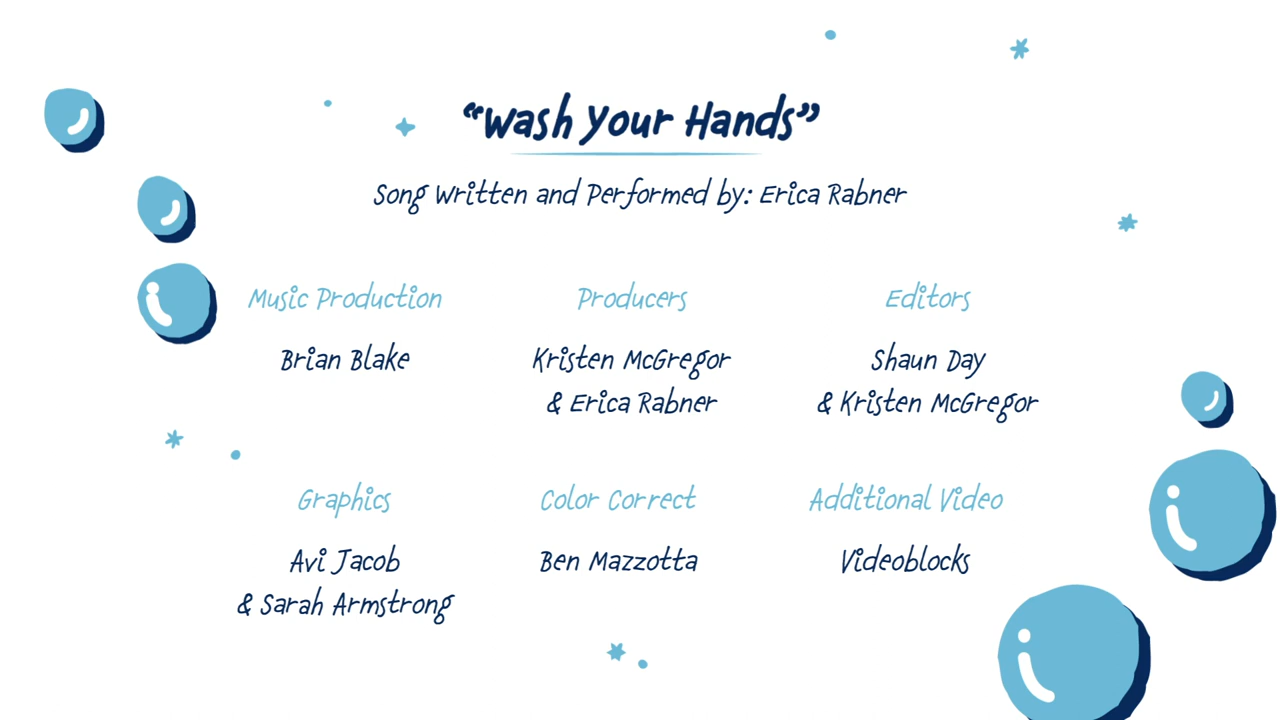 “Wash Your Hands”
Song Written and Performed by: Erica Rabner
Music Production
Brian Blake
Producers
Kristen McGregor
& Erica Rabner
Editors
Shaun Day
& Kristen McGregor
Graphics
Avi Jacob
& Sarah Armstrong
Color Correct
Ben Mazzotta
Additional Video
Videoblocks